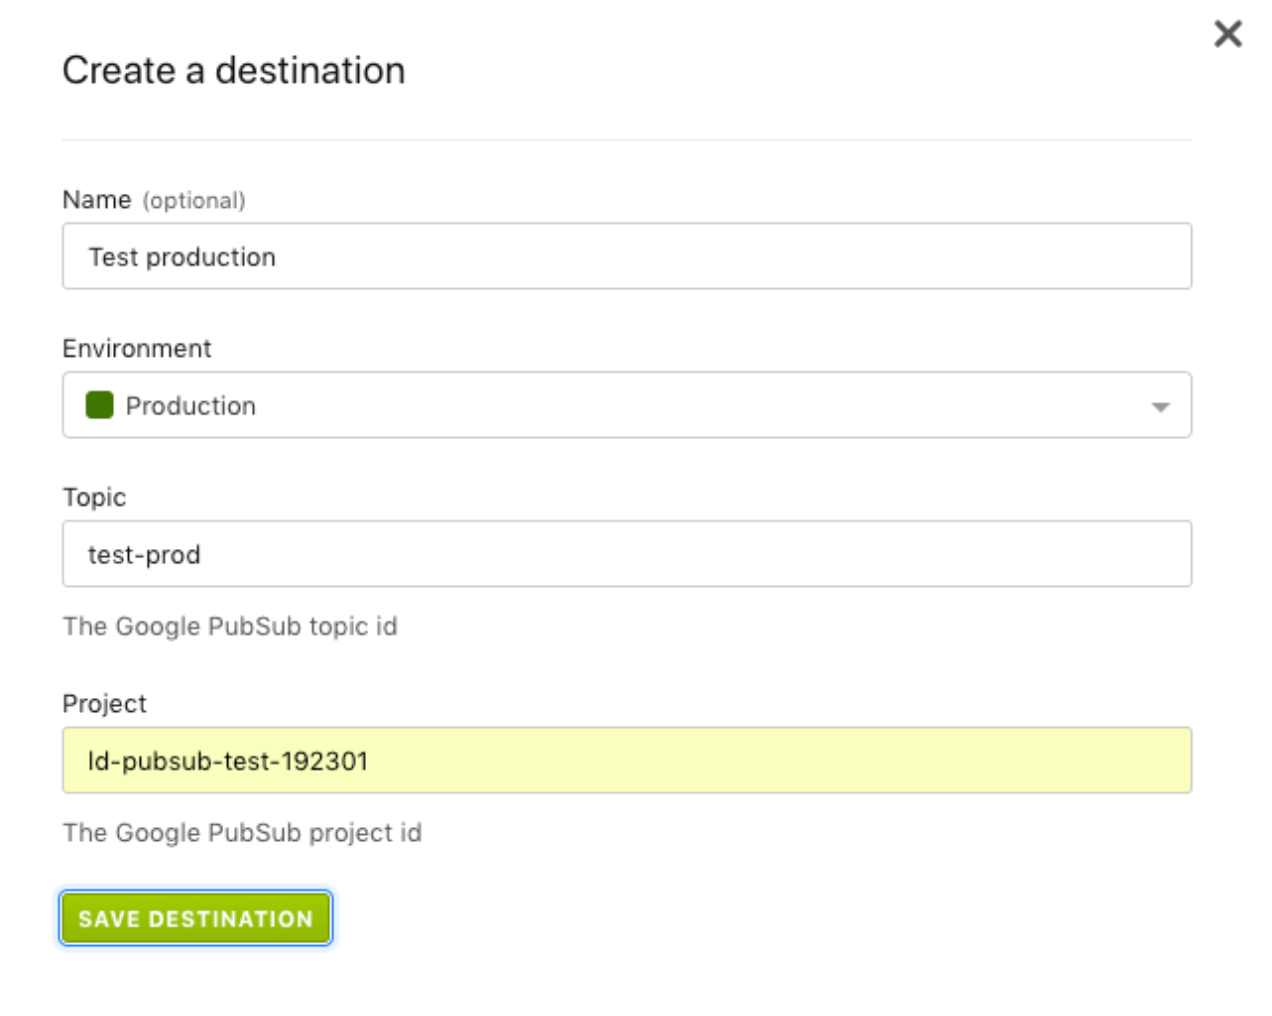 Create a destination
Name (optional)
Test production
Environment
Production
Topic
test-prod
The Google PubSub topic id
Project
ld-pubsub-test-192301
The Google PubSub project id
SAVE DESTINATION